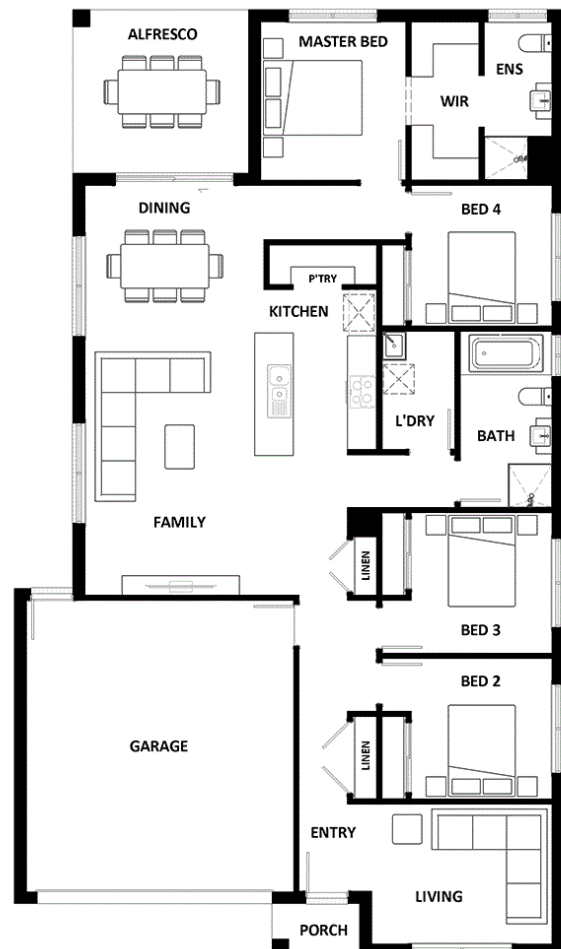 ALFRESCO
MASTER BED
ENS
WIR
DINING
BED 4
P'TRY
KITCHEN
L'DRY
BATH
FAMILY
LINEN
BED 3
BED 2
GARAGE
LINEN
ENTRY
LIVING
PORCH